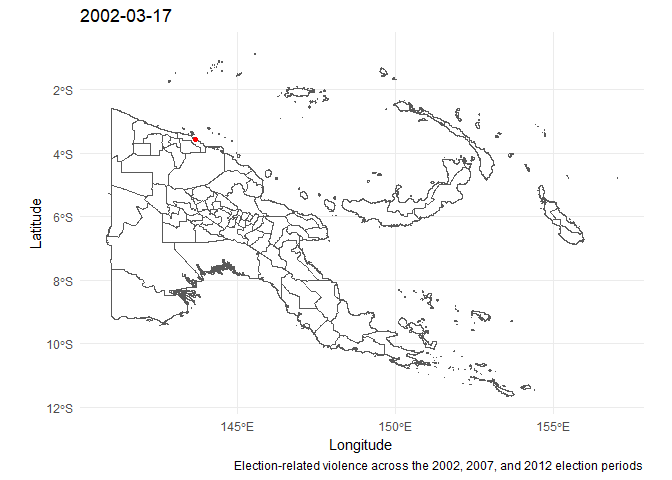 2002-03-17
2°S
4°S
6°S
8°S
10°S
12°S
Latitude
145°E
150°E
155°E
Longitude
Election-related violence across the 2002, 2007, and 2012 election periods